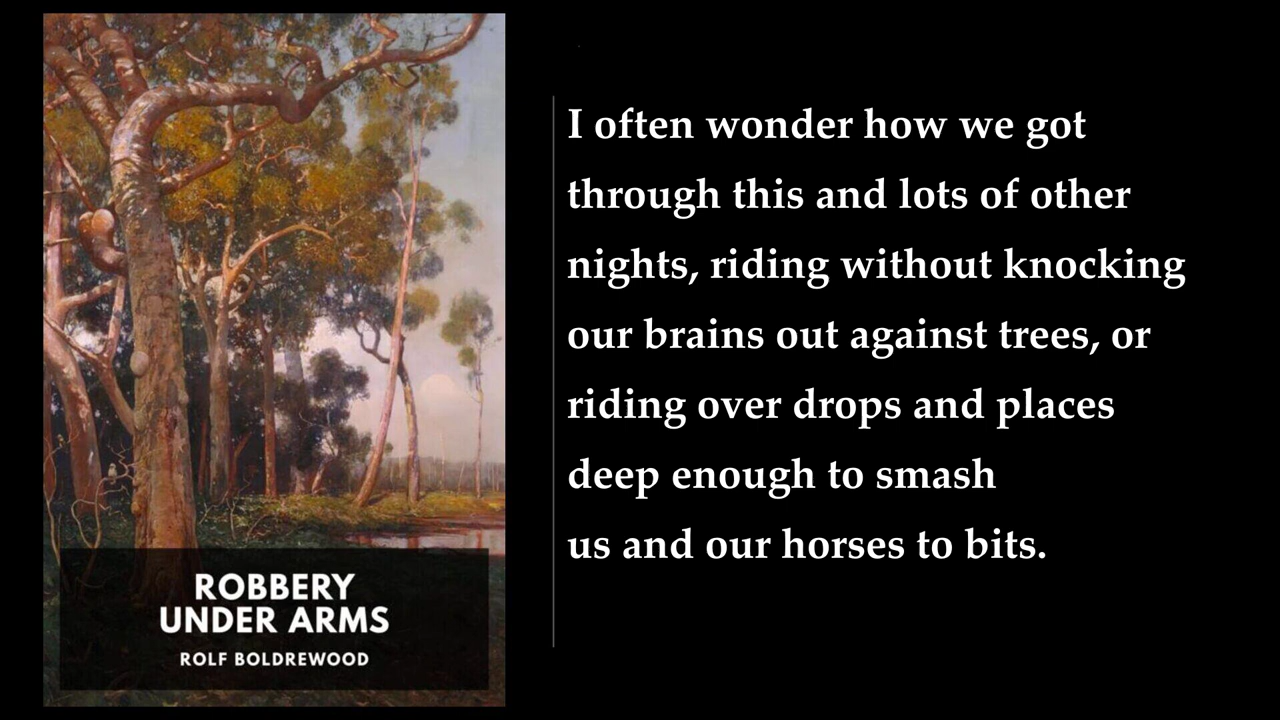 ROBBERY
UNDER ARMS
ROLF BOLDREWOOD
I often wonder how we got
through this and lots of other
nights, riding without knocking
our brains out against trees, or
riding over drops and places
deep enough to smash
us and our horses to bits.